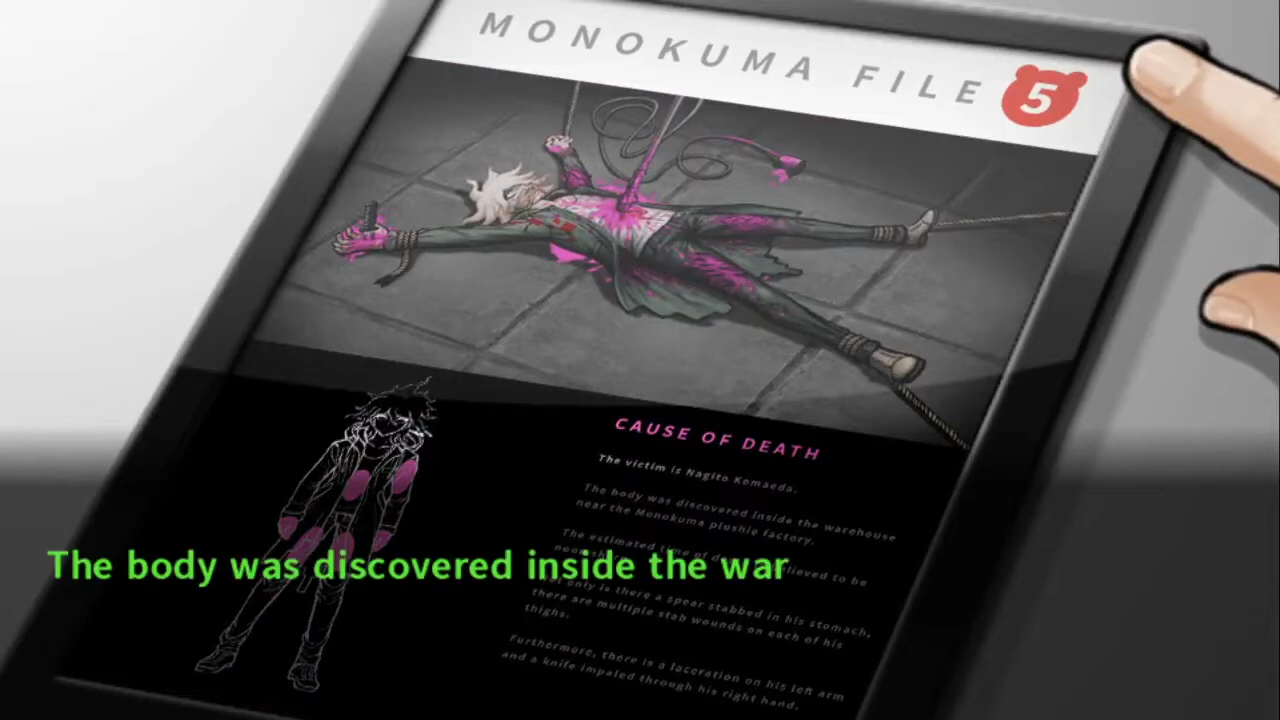 MONOKUMA FILE 5
CAUSE OF DEATH
The victim is Nagito Komaeda.
The body was discovered inside the warehouse
near the Monokuma plushie factory.
The estimated time of believed to be
The body was discovered inside the war
only is there a spear stabbed in his stomach,
there are multiple stab wounds on each of his
thighs.
Furthermore, there is a laceration on his left arm
and a knife impaled through his right hand.